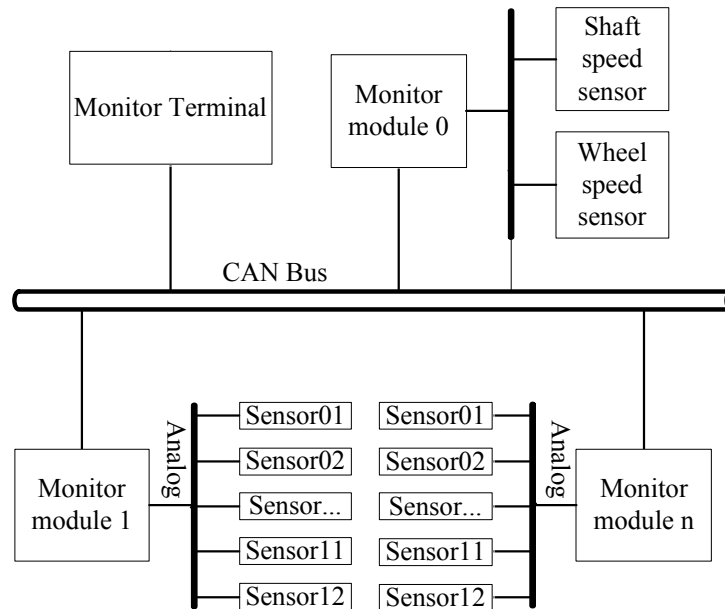 Monitor Terminal
Monitor
module 0
Shaft
speed
sensor
Wheel
speed
sensor
CAN Bus
Monitor
module 1
Analog
Sensor01
Sensor02
Sensor...
Sensor11
Sensor12
Sensor01
Sensor02
Sensor...
Sensor11
Sensor12
Analog
Monitor
module n